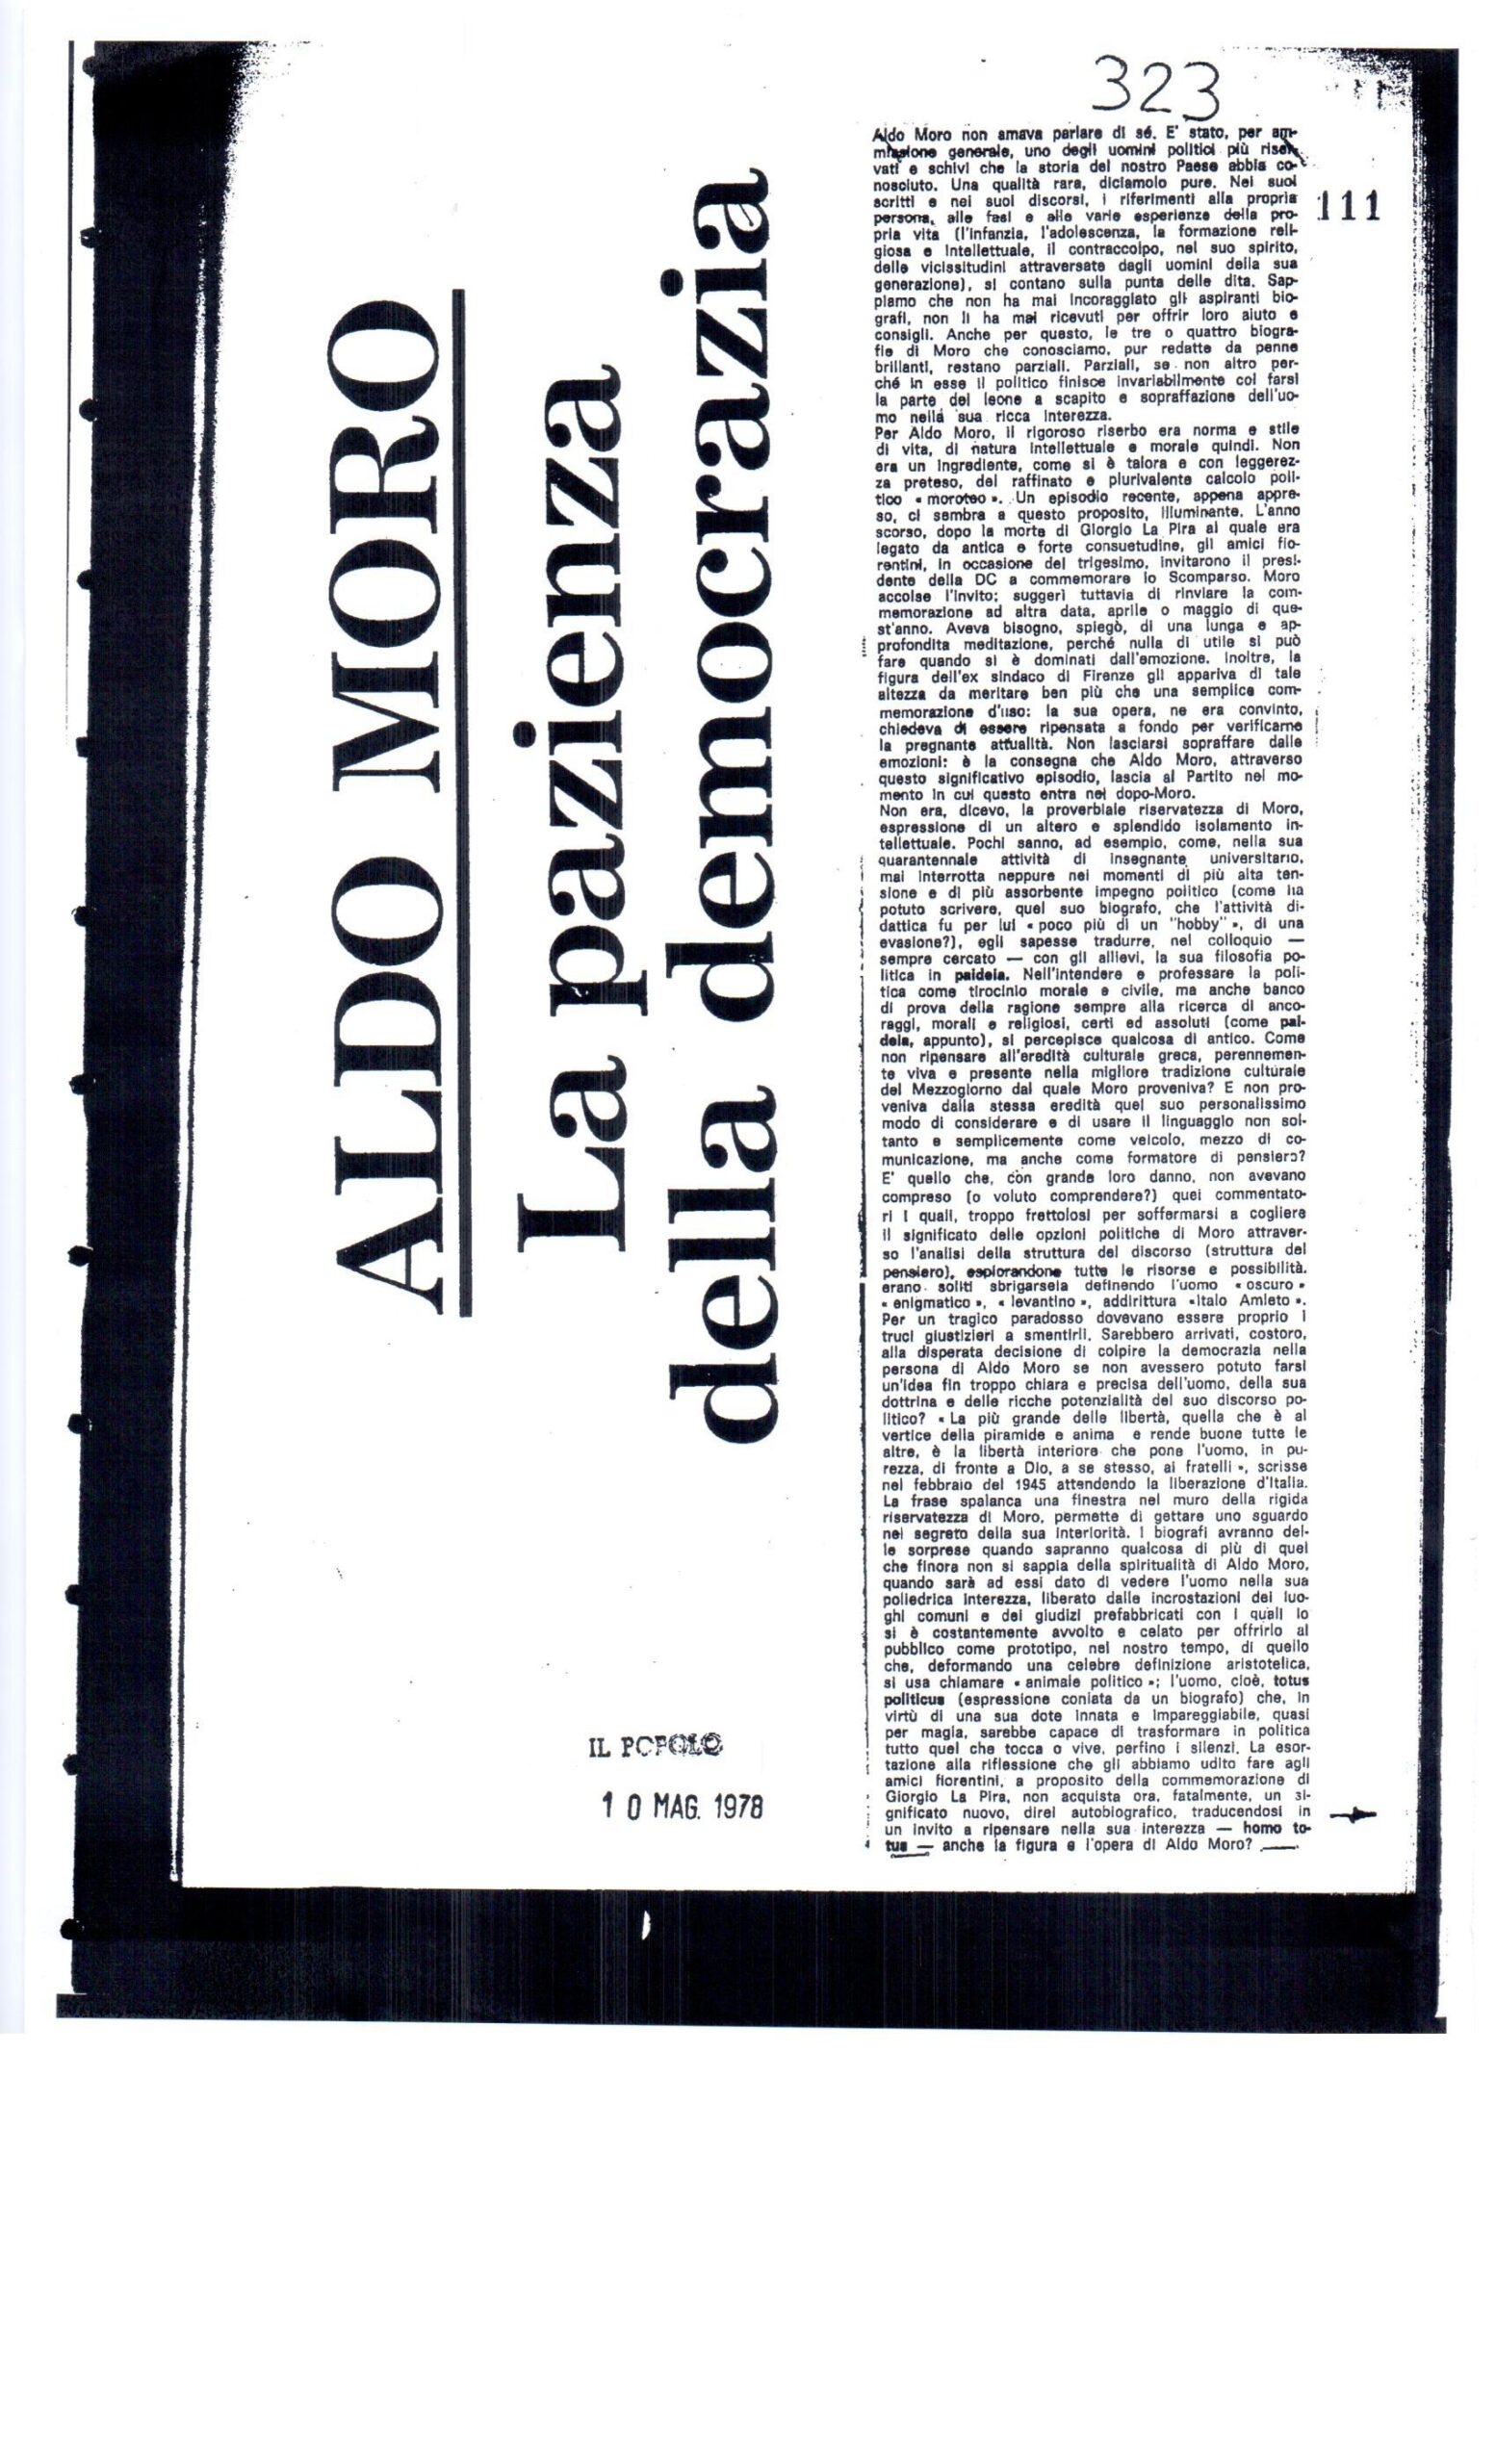 323
111
ALDO MORO
La pazienza
della democrazia
IL POPOLO
10 MAG. 1978
Aldo Moro non amava parlare di sé. E' stato, per am-
missione generale, uno degli uomini politici più riser-
vati e schivi che la storia del nostro Paese abbia co-
nosciuto. Una qualità rara, diciamolo pure. Nei suoi
scritti e nei suoi discorsi, i riferimenti alla propria
persona, alle fasi e alle varie esperienze della pro-
pria vita (l'infanzia, l'adolescenza, la formazione reli-
giosa e intellettuale, il contraccolpo, nel suo spirito,
delle vicissitudini attraversate dagli uomini della sua
generazione), si contano sulla punta delle dita. Sap-
piamo che non ha mai incoraggiato gli aspiranti bio-
grafi, non li ha mai ricevuti per offrir loro aiuto e
consigli. Anche per questo, le tre o quattro biogra-
fie di Moro che conosciamo, pur redatte da penne
brillanti, restano parziali. Parziali, se non altro per-
ché in esse il politico finisce invariabilmente col farsi
la parte del leone a scapito e sopraffazione dell'uo-
mo nella sua ricca interezza.
Per Aldo Moro, il rigoroso riserbo era norma e stile
di vita, di natura intellettuale e morale quindi. Non
era un ingrediente, come si è talora e con leggerez-
za preteso, del raffinato e plurivalente calcolo poli-
tico « moroteo ». Un episodio recente, appena appre-
so, ci sembra a questo proposito, illuminante. L'anno
scorso, dopo la morte di Giorgio La Pira al quale era
legato da antica e forte consuetudine, gli amici fio-
rentini, in occasione del trigesimo, invitarono il presi-
dente della DC a commemorare lo Scomparso. Moro
accolse l'invito; suggerì tuttavia di rinviare la com-
memorazione ad altra data, aprile o maggio di que-
st'anno. Aveva bisogno, spiegò, di una lunga e ap-
profondita meditazione, perché nulla di utile si può
fare quando si è dominati dall'emozione. Inoltre, la
figura dell'ex sindaco di Firenze gli appariva di tale
altezza da meritare ben più che una semplice com-
memorazione d'uso: la sua opera, ne era convinto,
chiedeva di essere ripensata a fondo per verificarne
la pregnante attualità. Non lasciarsi sopraffare dalle
emozioni: è la consegna che Aldo Moro, attraverso
questo significativo episodio, lascia al Partito nel mo-
mento in cui questo entra nel dopo-Moro.
Non era, dicevo, la proverbiale riservatezza di Moro,
espressione di un altero e splendido isolamento in-
tellettuale. Pochi sanno, ad esempio, come, nella sua
quarantennale attività di insegnante universitario,
mai interrotta neppure nei momenti di più alta ten-
sione e di più assorbente impegno politico (come ha
potuto scrivere, quel suo biografo, che l'attività di-
dattica fu per lui « poco più di un "hobby" », di una
evasione?), egli sapesse tradurre, nel colloquio —
sempre cercato — con gli allievi, la sua filosofia po-
litica in paideia. Nell'intendere e professare la poli-
tica come tirocinio morale e civile, ma anche banco
di prova della ragione sempre alla ricerca di anco-
raggi, morali e religiosi, certi ed assoluti (come pai-
deia, appunto), si percepisce qualcosa di antico. Come
non ripensare all'eredità culturale greca, perennemen-
te viva e presente nella migliore tradizione culturale
del Mezzogiorno dal quale Moro proveniva? E non pro-
veniva dalla stessa eredità quel suo personalissimo
modo di considerare e di usare il linguaggio non sol-
tanto e semplicemente come veicolo, mezzo di co-
municazione, ma anche come formatore di pensiero?
E' quello che, con grande loro danno, non avevano
compreso (o voluto comprendere?) quei commentato-
ri i quali, troppo frettolosi per soffermarsi a cogliere
il significato delle opzioni politiche di Moro attraver-
so l'analisi della struttura del discorso (struttura del
pensiero), esplorandone tutte le risorse e possibilità,
erano soliti sbrigarsela definendo l'uomo « oscuro »
« enigmatico », « levantino », addirittura «italo Amleto ».
Per un tragico paradosso dovevano essere proprio i
truci giustizieri a smentirli. Sarebbero arrivati, costoro,
alla disperata decisione di colpire la democrazia nella
persona di Aldo Moro se non avessero potuto farsi
un'idea fin troppo chiara e precisa dell'uomo, della sua
dottrina e delle ricche potenzialità del suo discorso po-
litico? « La più grande delle libertà, quella che è al
vertice della piramide e anima e rende buone tutte le
altre, è la libertà interiore che pone l'uomo, in pu-
rezza, di fronte a Dio, a se stesso, ai fratelli », scrisse
nel febbraio del 1945 attendendo la liberazione d'Italia.
La frase spalanca una finestra nel muro della rigida
riservatezza di Moro, permette di gettare uno sguardo
nel segreto della sua interiorità. I biografi avranno del-
le sorprese quando sapranno qualcosa di più di quel
che finora non si sappia della spiritualità di Aldo Moro,
quando sarà ad essi dato di vedere l'uomo nella sua
poliedrica interezza, liberato dalle incrostazioni dei luo-
ghi comuni e dei giudizi prefabbricati con i quali lo
si è costantemente avvolto e celato per offrirlo al
pubblico come prototipo, nel nostro tempo, di quello
che, deformando una celebre definizione aristotelica,
si usa chiamare « animale politico »; l'uomo, cioè, totus
politicus (espressione coniata da un biografo) che, in
virtù di una sua dote innata e impareggiabile, quasi
per magia, sarebbe capace di trasformare in politica
tutto quel che tocca o vive, perfino i silenzi. La esor-
tazione alla riflessione che gli abbiamo udito fare agli
amici fiorentini, a proposito della commemorazione di
Giorgio La Pira, non acquista ora, fatalmente, un si-
gnificato nuovo, direi autobiografico, traducendosi in
un invito a ripensare nella sua interezza — homo to-
tus — anche la figura e l'opera di Aldo Moro?